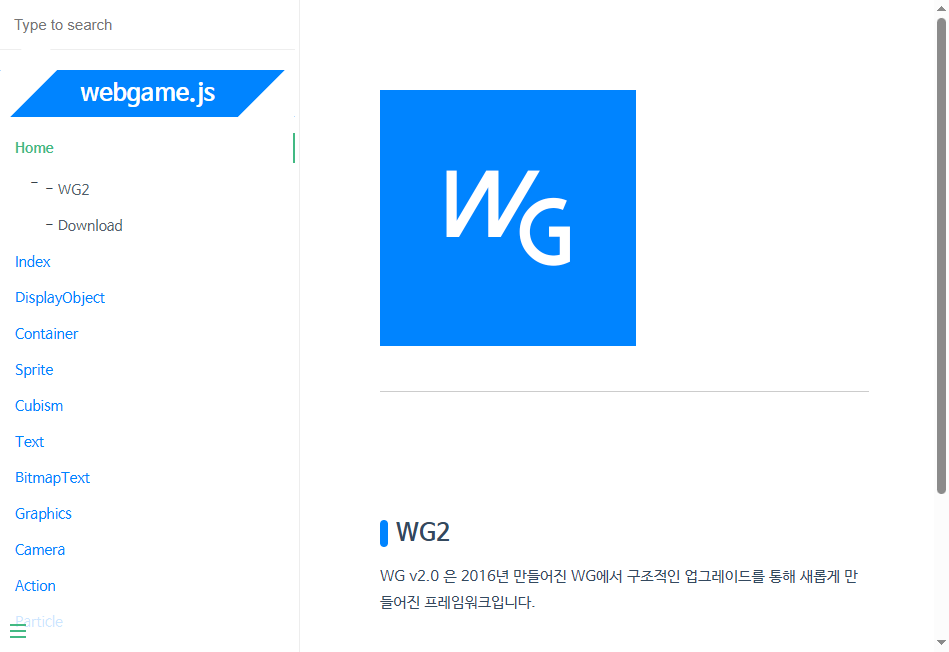 Type to search
webgame.js
Home
– – WG2
– Download
Index
DisplayObject
Container
Sprite
Cubism
Text
BitmapText
Graphics
Camera
Action
Particle
WG
WG2
WG v2.0 은 2016년 만들어진 WG에서 구조적인 업그레이드를 통해 새롭게 만
들어진 프레임워크입니다.